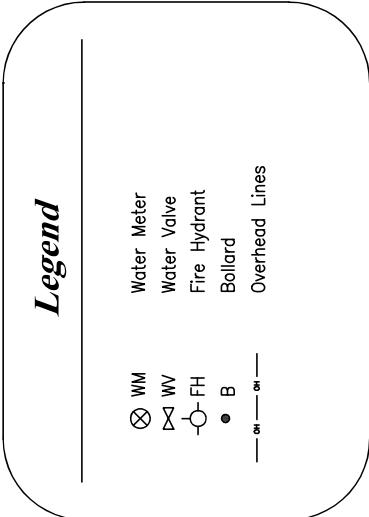 Legend
WM Water Meter
WV Water Valve
FH Fire Hydrant
B Bollard
OH OH Overhead Lines